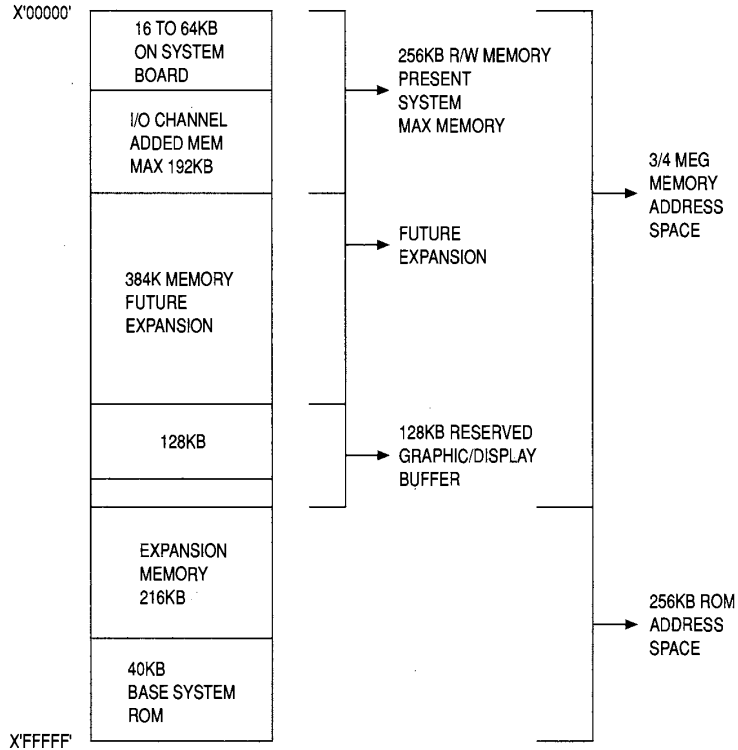 X'00000'
16 TO 64KB
ON SYSTEM
BOARD
I/O CHANNEL
ADDED MEM
MAX 192KB
384K MEMORY
FUTURE
EXPANSION
128KB
EXPANSION
MEMORY
216KB
40KB
BASE SYSTEM
ROM
X'FFFFF'
256KB R/W MEMORY
PRESENT
SYSTEM
MAX MEMORY
FUTURE
EXPANSION
128KB RESERVED
GRAPHIC/DISPLAY
BUFFER
3/4 MEG
MEMORY
ADDRESS
SPACE
256KB ROM
ADDRESS
SPACE